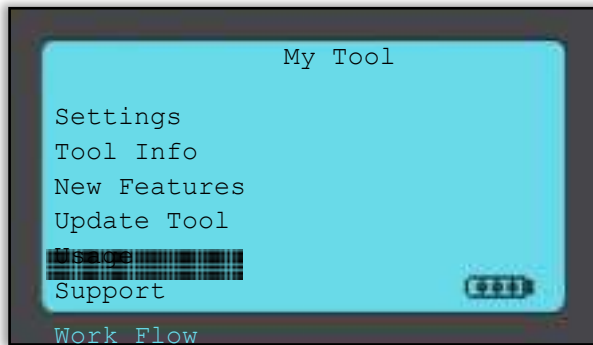 My Tool
Settings
Tool Info
New Features
Update Tool
Usage
Support
Work Flow